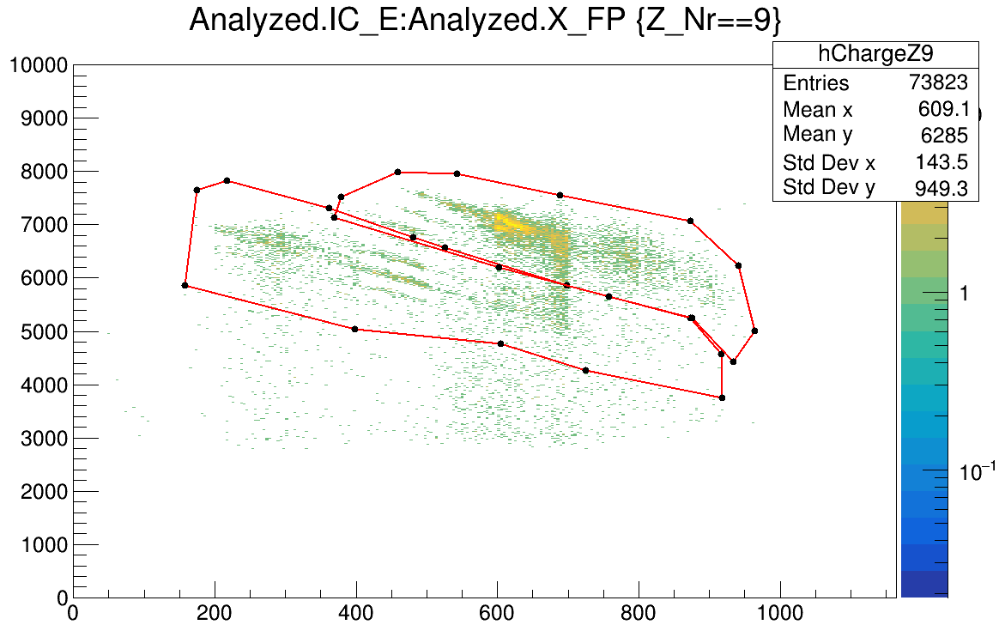 Analyzed.IC_E:Analyzed.X_FP {Z_Nr==9}
hChargeZ9
Entries 73823
Mean x 609.1
Mean y 6285
Std Dev x 143.5
Std Dev y 949.3
10000
9000
8000
7000
6000
5000
4000
3000
2000
1000
0
0 200 400 600 800 1000
1
10−1